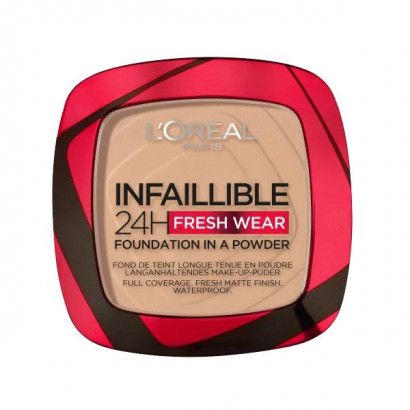 L'ORÉAL
PARIS
INFAILLIBLE
24H FRESH WEAR
FOUNDATION IN A POWDER
FOND DE TEINT LONGUE TENUE EN POUDRE
LANGANHALTENDES MAKE-UP-PUDER
FULL COVERAGE. FRESH MATTE FINISH.
WATERPROOF.